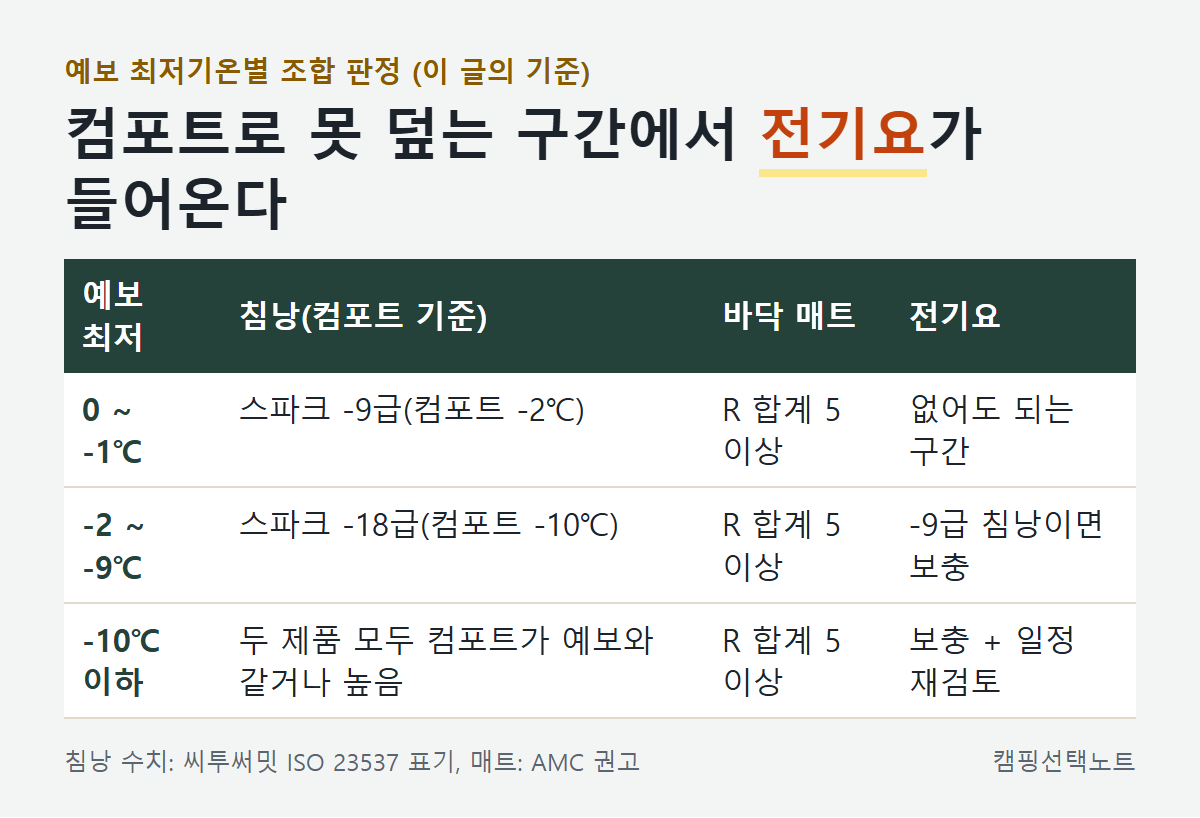 예보 최저기온별 조합 판정 (이 글의 기준)
컴포트로 못 덮는 구간에서 전기요가
들어온다
예보
최저
침낭(컴포트 기준)
바닥 매트
전기요
0 ~
-1℃
스파크 -9급(컴포트 -2℃)
R 합계 5
이상
없어도 되는
구간
-2 ~
-9℃
스파크 -18급(컴포트 -10℃)
R 합계 5
이상
-9급 침낭이면
보충
-10℃
이하
두 제품 모두 컴포트가 예보와
같거나 높음
R 합계 5
이상
보충 + 일정
재검토
침낭 수치: 씨투써밋 ISO 23537 표기, 매트: AMC 권고
캠핑선택노트